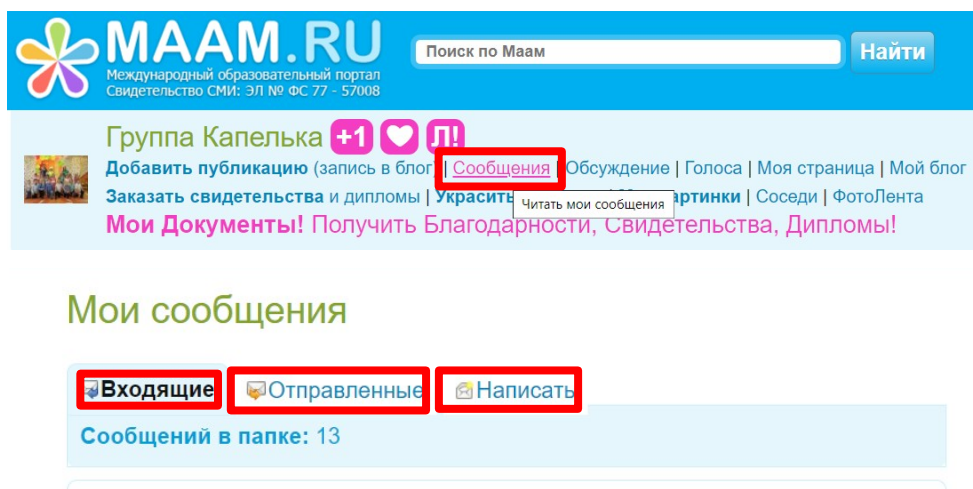 MAAM.RU
Международный образовательный портал
Свидетельство СМИ: ЭЛ № ФС 77 - 57008
Поиск по Маам
Найти
Группа Капелька +1 Л!
Добавить публикацию (запись в блог) | Сообщения | Обсуждение | Голоса | Моя страница | Мой блог
Заказать свидетельства и дипломы | Украсить | Соседи | ФотоЛента
Читать мои сообщения
Мои Документы! Получить Благодарности, Свидетельства, Дипломы!
Мои сообщения
Входящие Отправленные Написать
Сообщений в папке: 13